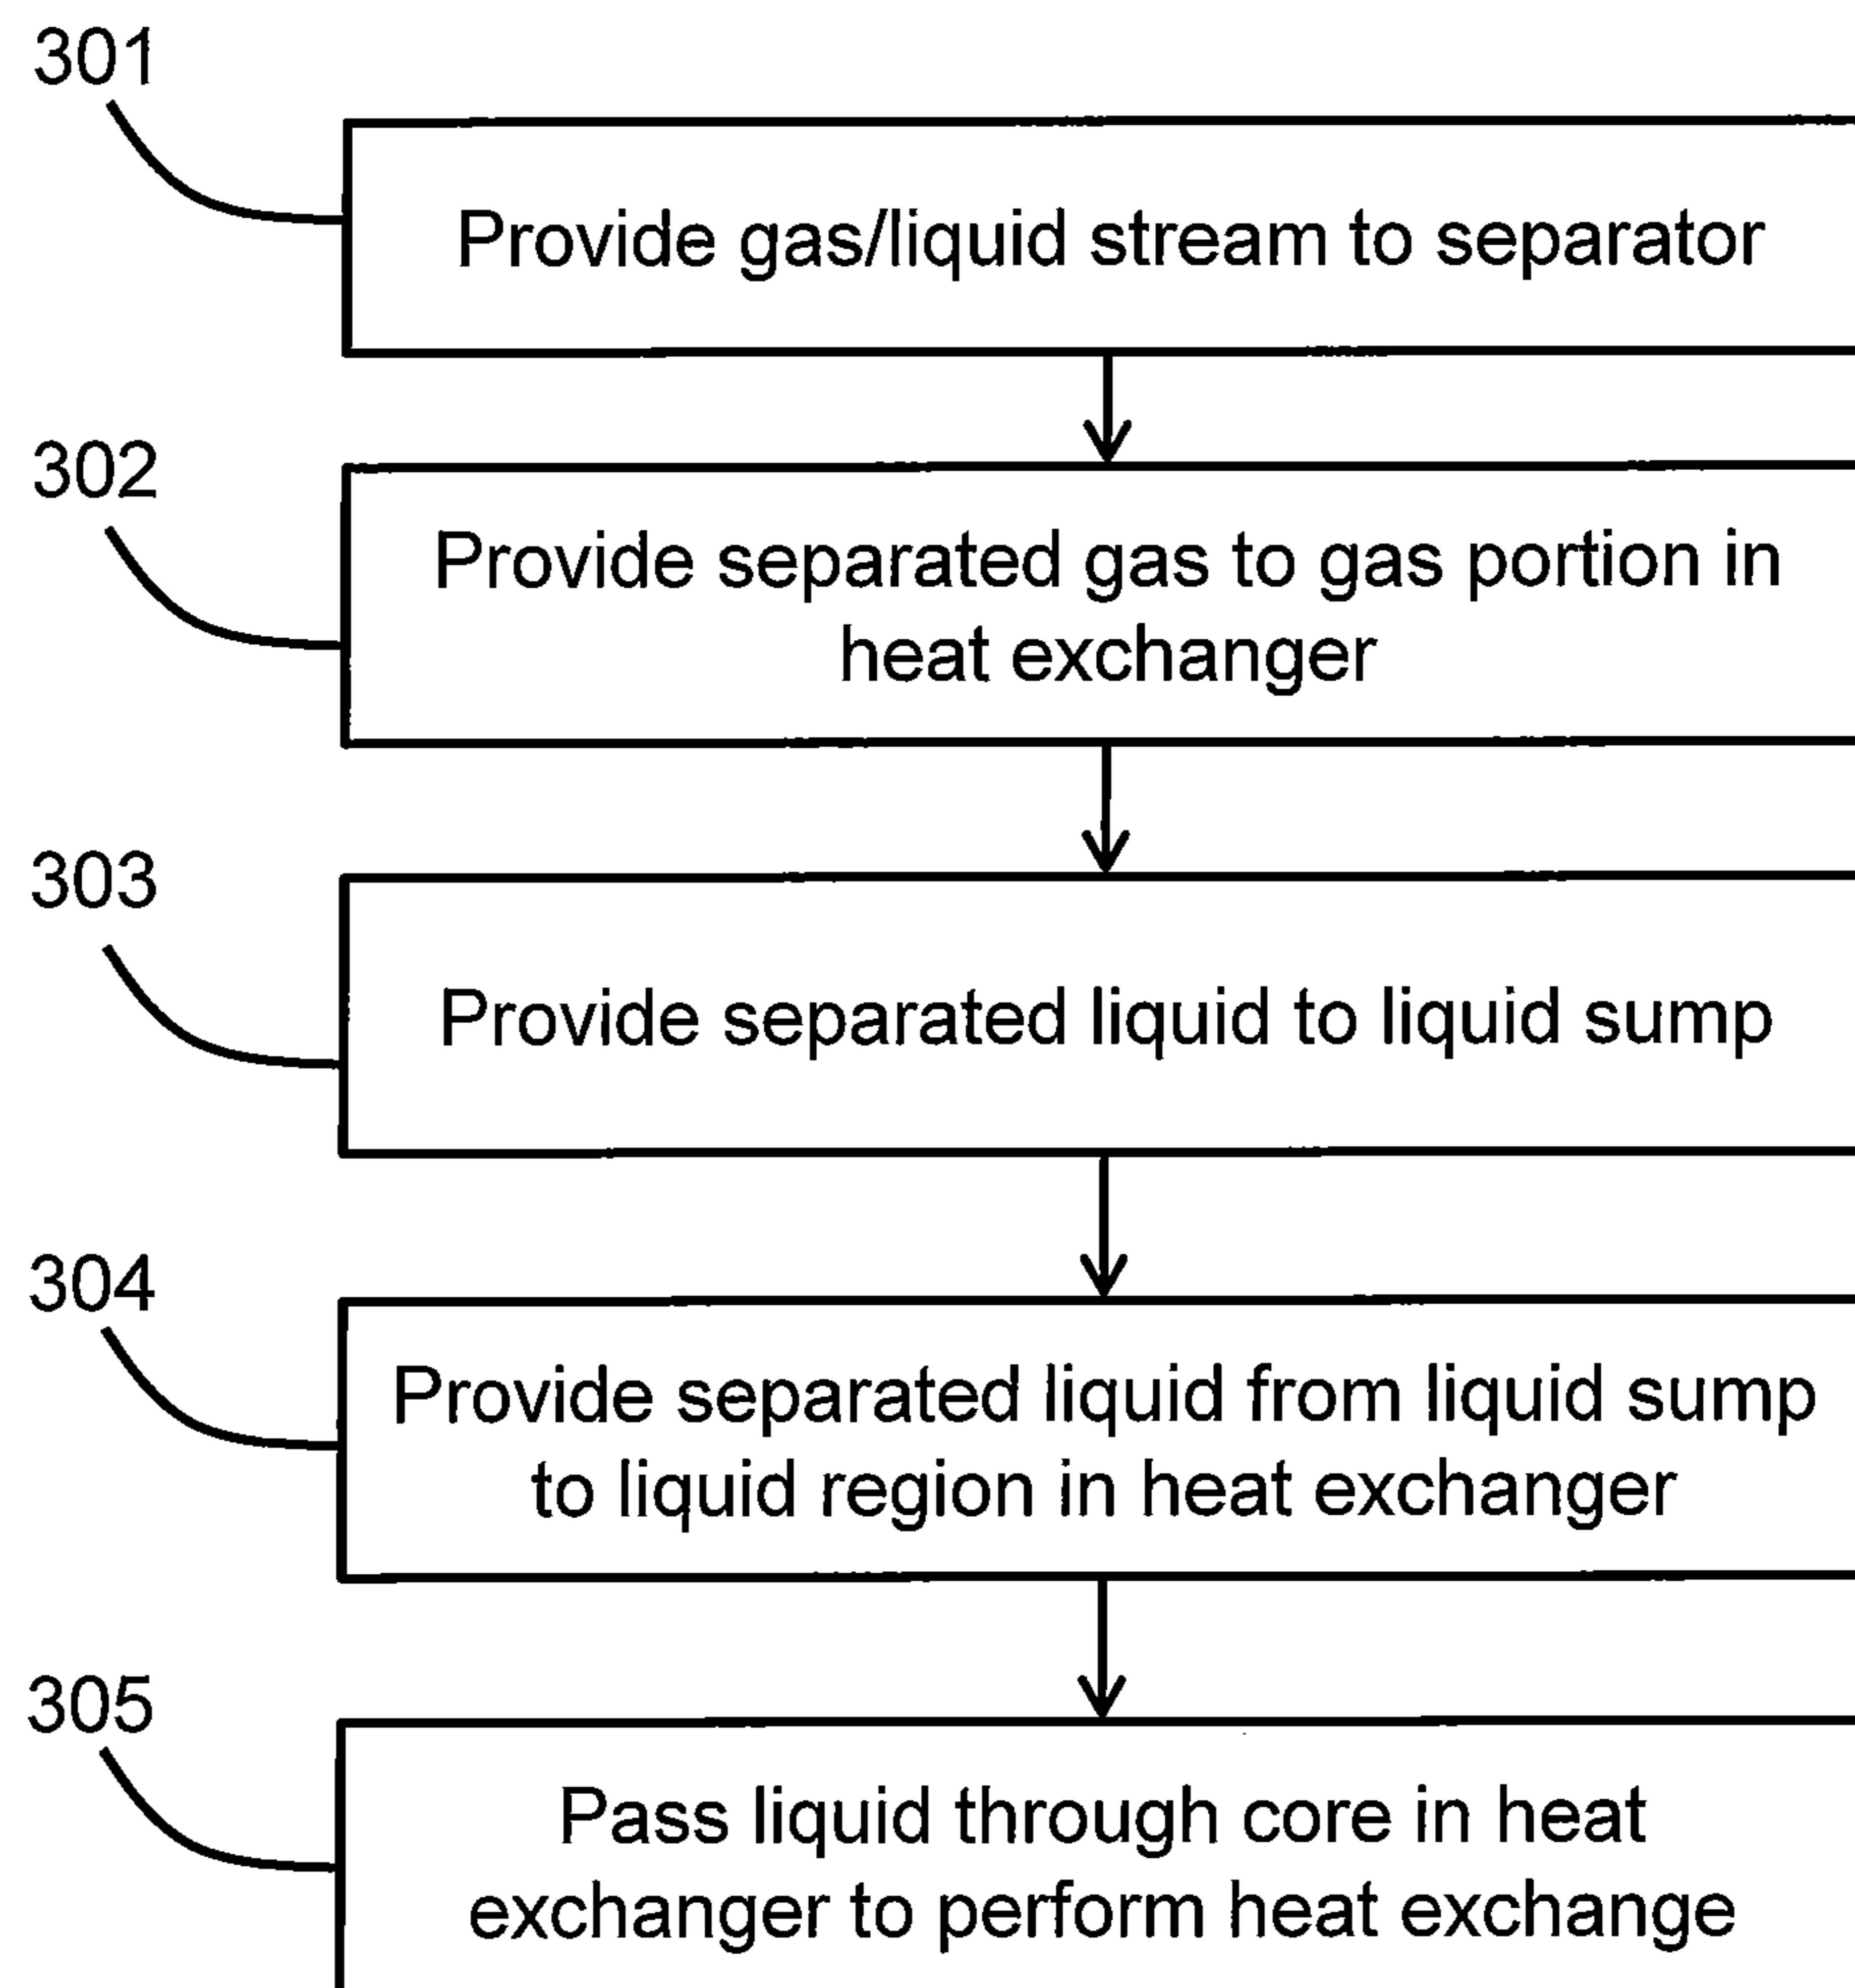 301
Provide gas/liquid stream to separator
302
Provide separated gas to gas portion in
heat exchanger
303
Provide separated liquid to liquid sump
304
Provide separated liquid from liquid sump
to liquid region in heat exchanger
305
Pass liquid through core in heat
exchanger to perform heat exchange